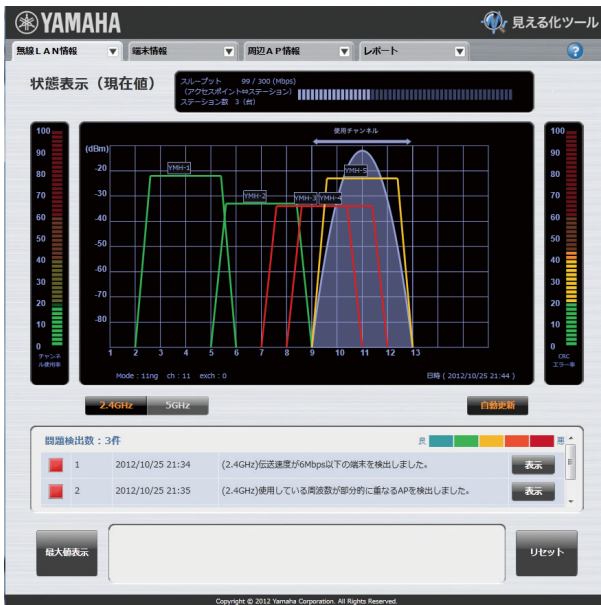 YAMAHA
見える化ツール
無線LAN情報 ▼ 端末情報 ▼ 周辺AP情報 ▼ レポート ▼ ?
状態表示（現在値）
スループット 99 / 300 (Mbps)
（アクセスポイント⇔ステーション）
ステーション数 3（台）
100
90
80
70
60
50
40
30
20
10
0
チャンネル使用率
使用チャンネル
(dBm)
-20
-30
-40
-50
-60
-70
-80
YMH-1
YMH-2
YMH-3
YMH-4
YMH-5
1 2 3 4 5 6 7 8 9 10 11 12 13
Mode : 11ng ch : 11 exch : 0
日時 ( 2012/10/25 21:44 )
100
90
80
70
60
50
40
30
20
10
0
CRC
エラー率
2.4GHz 5GHz
自動更新
問題検出数：3件
良 悪
1 2012/10/25 21:34 (2.4GHz)伝送速度が6Mbps以下の端末を検出しました。 表示
2 2012/10/25 21:35 (2.4GHz)使用している周波数が部分的に重なるAPを検出しました。 表示
最大値表示
リセット
Copyright © 2012 Yamaha Corporation. All Rights Reserved.